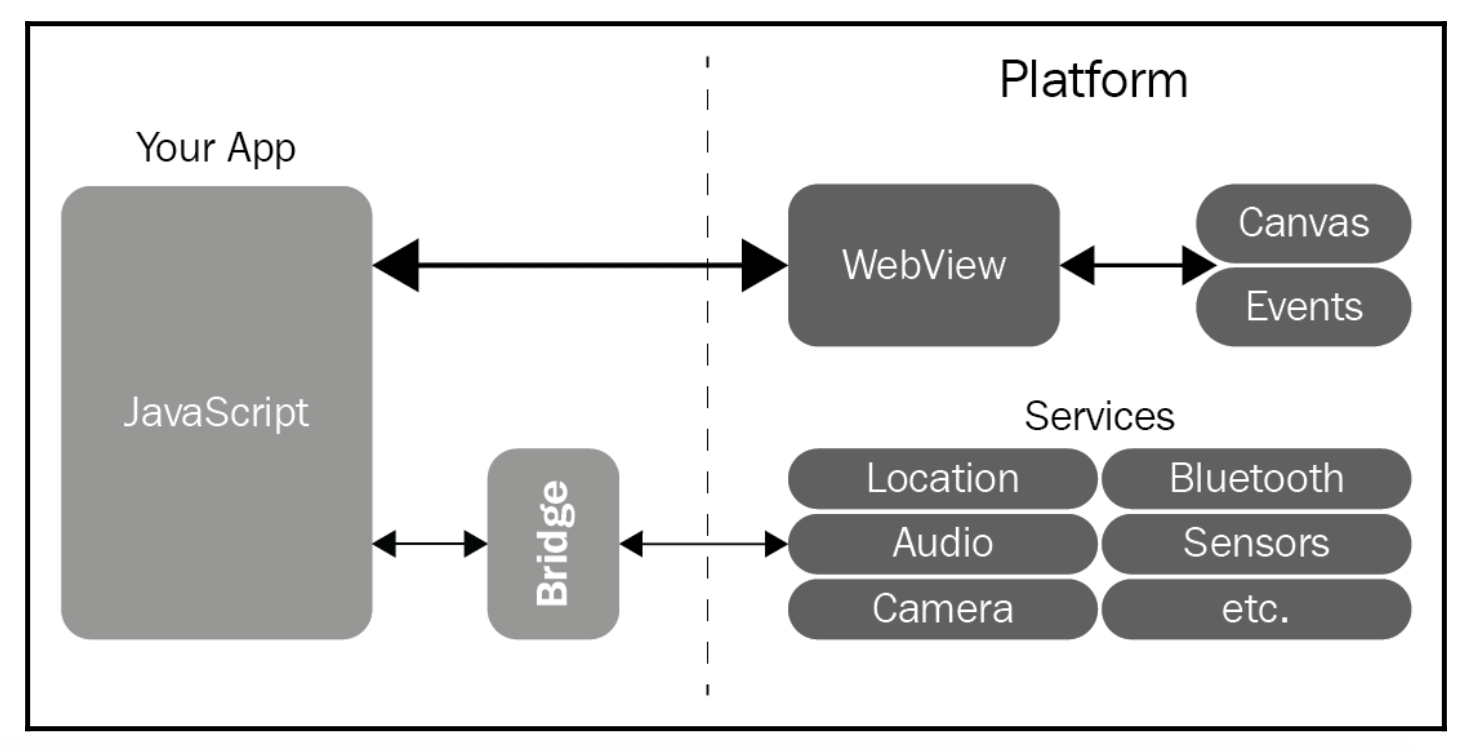 Platform
Your App
JavaScript
WebView
Canvas
Events
Bridge
Services
Location
Bluetooth
Audio
Sensors
Camera
etc.